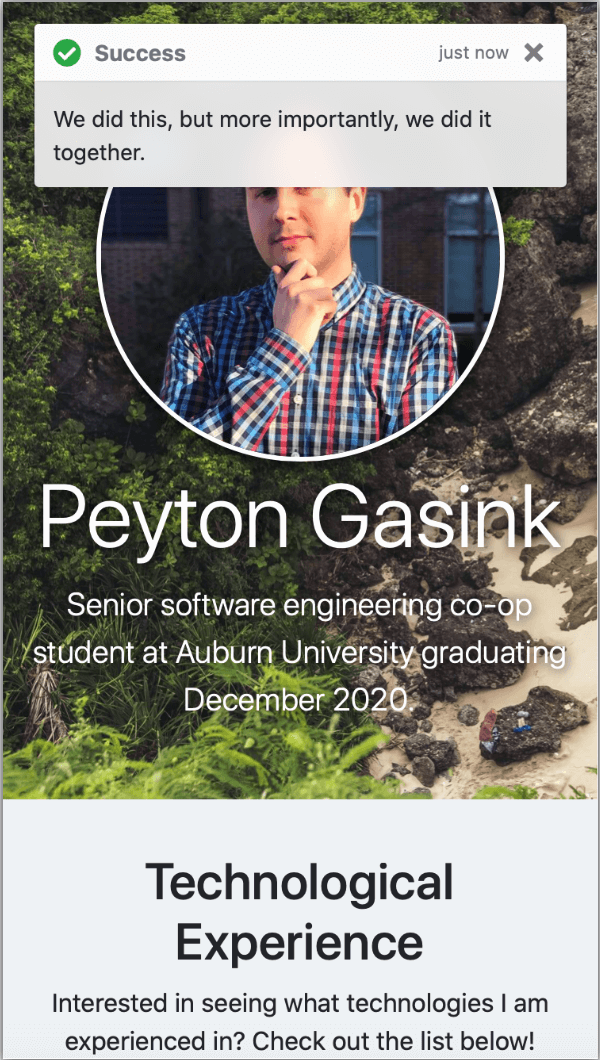 Success just now
We did this, but more importantly, we did it
together.
Peyton Gasink
Senior software engineering co-op
student at Auburn University graduating
December 2020.
Technological
Experience
Interested in seeing what technologies I am
experienced in? Check out the list below!